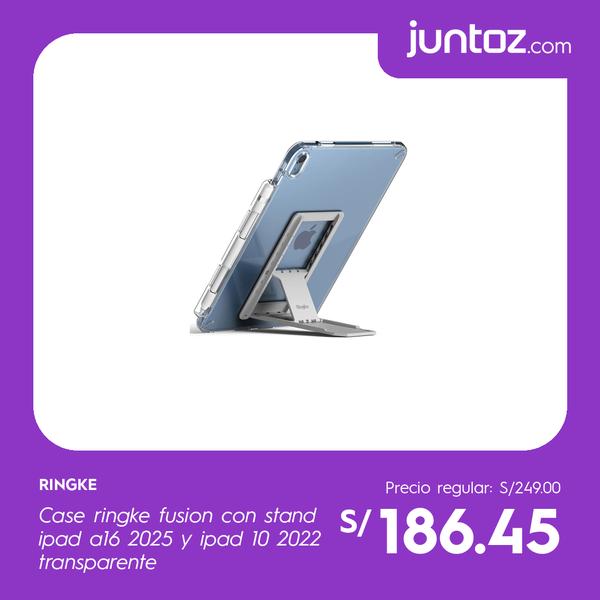 juntoz.com
Ringke
RINGKE
Precio regular: S/249.00
Case ringke fusion con stand
ipad a16 2025 y ipad 10 2022
transparente
S/186.45